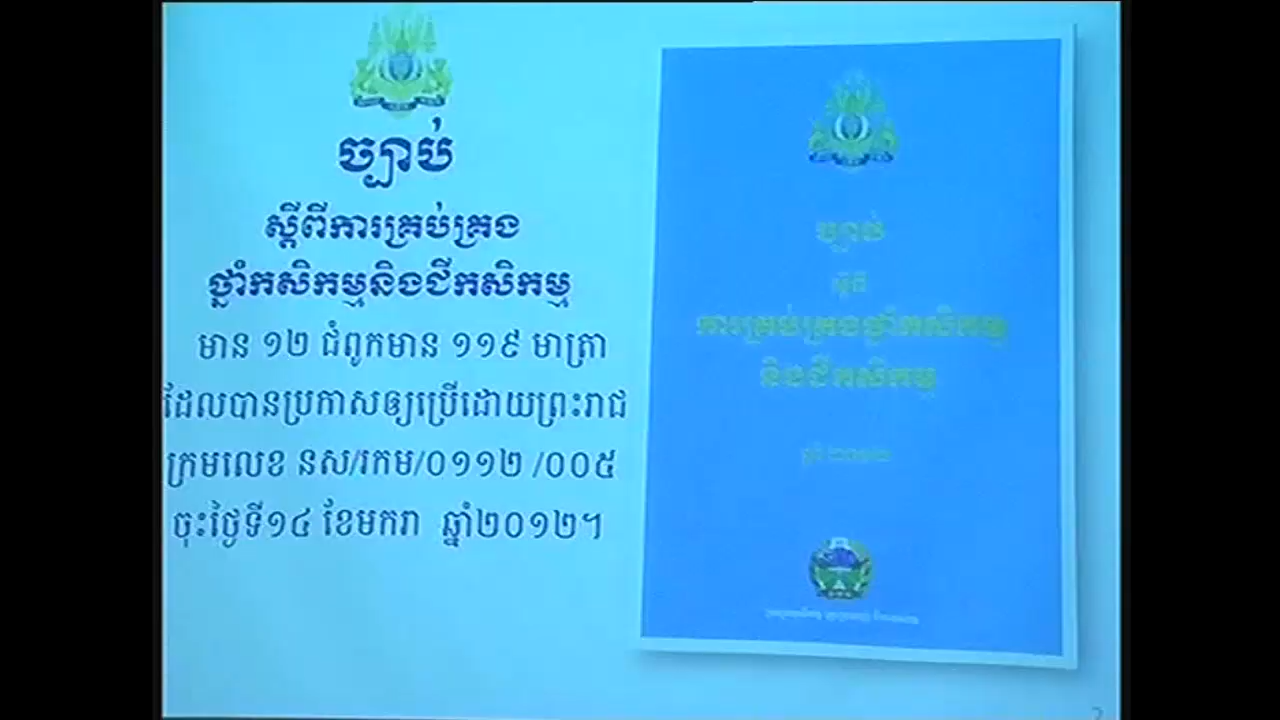 ច្បាប់
ស្តីពីការគ្រប់គ្រង
ថ្នាំកសិកម្មនិងជីកសិកម្ម
មាន ១២ ជំពូកមាន ១១៩ មាត្រា
ដែលបានប្រកាសឲ្យប្រើដោយព្រះរាជ
ក្រមលេខ នស/រកម/០១១២ /០០៥
ចុះថ្ងៃទី១៤ ខែមករា ឆ្នាំ២០១២។
ច្បាប់
ស្តីពី
ការគ្រប់គ្រងថ្នាំកសិកម្ម
និងជីកសិកម្ម